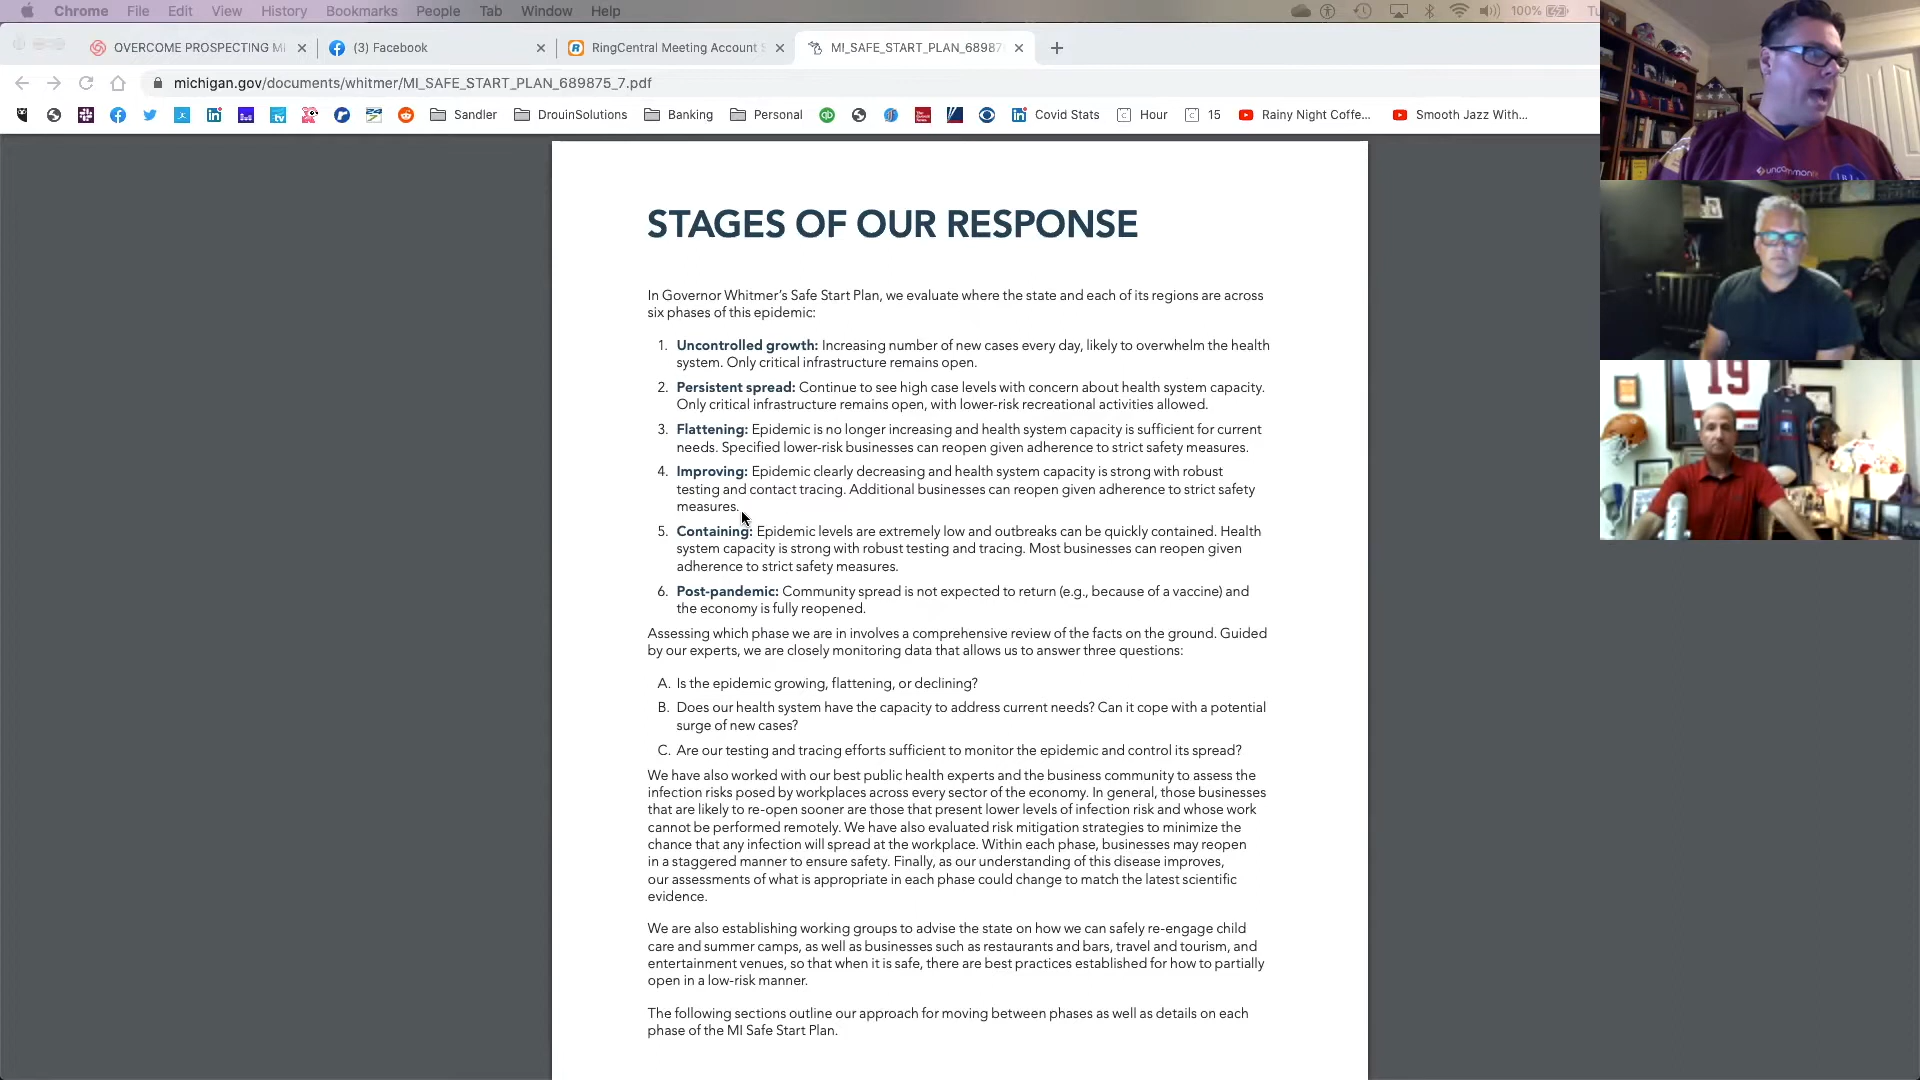 Chrome File Edit View History Bookmarks People Tab Window Help 100%
OVERCOME PROSPECTING MI (3) Facebook RingCentral Meeting Account S MI_SAFE_START_PLAN_68987
michigan.gov/documents/whitmer/MI_SAFE_START_PLAN_689875_7.pdf
Sandler DrouinSolutions Banking Personal Covid Stats Hour 15 Rainy Night Coffe... Smooth Jazz With...
uncommon
19
STAGES OF OUR RESPONSE
In Governor Whitmer's Safe Start Plan, we evaluate where the state and each of its regions are across
six phases of this epidemic:
1. Uncontrolled growth: Increasing number of new cases every day, likely to overwhelm the health
system. Only critical infrastructure remains open.
2. Persistent spread: Continue to see high case levels with concern about health system capacity.
Only critical infrastructure remains open, with lower-risk recreational activities allowed.
3. Flattening: Epidemic is no longer increasing and health system capacity is sufficient for current
needs. Specified lower-risk businesses can reopen given adherence to strict safety measures.
4. Improving: Epidemic clearly decreasing and health system capacity is strong with robust
testing and contact tracing. Additional businesses can reopen given adherence to strict safety
measures.
5. Containing: Epidemic levels are extremely low and outbreaks can be quickly contained. Health
system capacity is strong with robust testing and tracing. Most businesses can reopen given
adherence to strict safety measures.
6. Post-pandemic: Community spread is not expected to return (e.g., because of a vaccine) and
the economy is fully reopened.
Assessing which phase we are in involves a comprehensive review of the facts on the ground. Guided
by our experts, we are closely monitoring data that allows us to answer three questions:
A. Is the epidemic growing, flattening, or declining?
B. Does our health system have the capacity to address current needs? Can it cope with a potential
surge of new cases?
C. Are our testing and tracing efforts sufficient to monitor the epidemic and control its spread?
We have also worked with our best public health experts and the business community to assess the
infection risks posed by workplaces across every sector of the economy. In general, those businesses
that are likely to re-open sooner are those that present lower levels of infection risk and whose work
cannot be performed remotely. We have also evaluated risk mitigation strategies to minimize the
chance that any infection will spread at the workplace. Within each phase, businesses may reopen
in a staggered manner to ensure safety. Finally, as our understanding of this disease improves,
our assessments of what is appropriate in each phase could change to match the latest scientific
evidence.
We are also establishing working groups to advise the state on how we can safely re-engage child
care and summer camps, as well as businesses such as restaurants and bars, travel and tourism, and
entertainment venues, so that when it is safe, there are best practices established for how to partially
open in a low-risk manner.
The following sections outline our approach for moving between phases as well as details on each
phase of the MI Safe Start Plan.